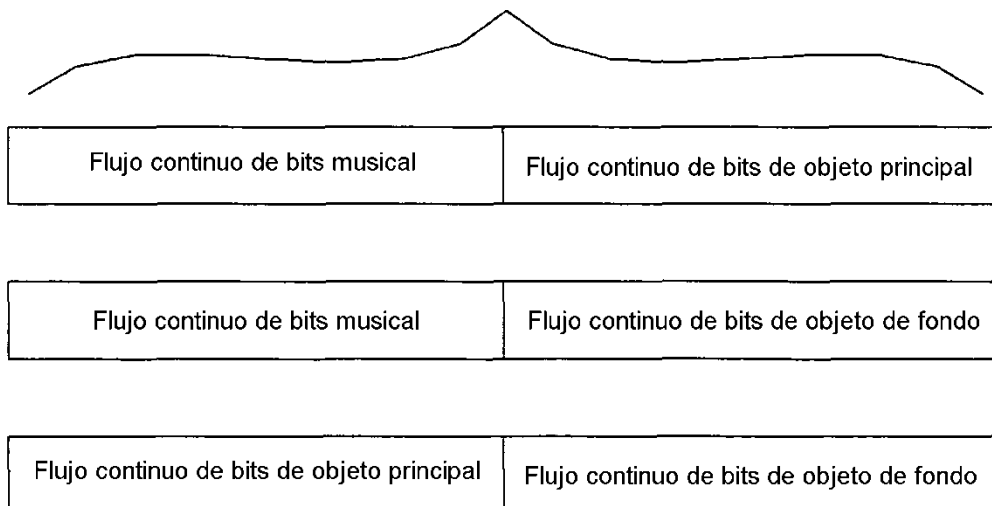 Flujo continuo de bits musical
Flujo continuo de bits de objeto principal
Flujo continuo de bits musical
Flujo continuo de bits de objeto de fondo
Flujo continuo de bits de objeto principal
Flujo continuo de bits de objeto de fondo